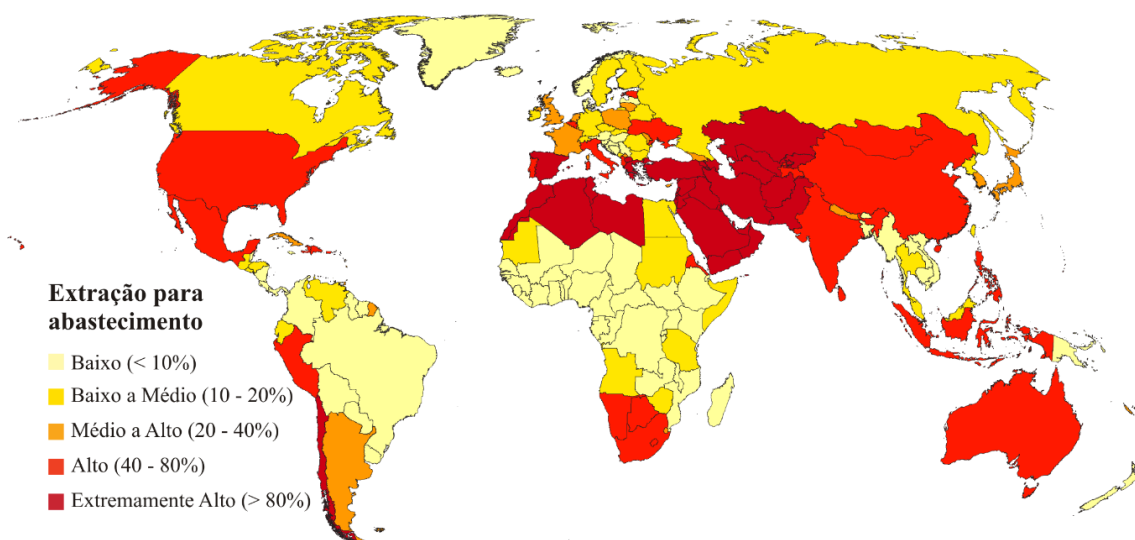 Extração para
abastecimento
Baixo (< 10%)
Baixo a Médio (10 - 20%)
Médio a Alto (20 - 40%)
Alto (40 - 80%)
Extremamente Alto (> 80%)